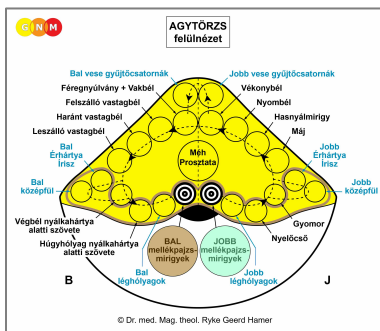 G N M
AGYTÖRZS
felülnézet
Bal vese gyűjtőcsatornák
Jobb vese gyűjtőcsatornák
Féregnyúlvány + Vakbél
Vékonybél
Felszálló vastagbél
Nyombél
Haránt vastagbél
Hasnyálmirigy
Leszálló vastagbél
Máj
Bal
Érhártya
Írisz
Méh
Prosztata
Jobb
Érhártya
Írisz
Bal
középfül
Jobb
középfül
Végbél nyálkahártya
alatti szövete
Gyomor
Húgyhólyag nyálkahártya
alatti szövete
Nyelőcső
BAL
mellékpajzs-
mirigyek
JOBB
mellékpajzs-
mirigyek
Bal
léghólyagok
Jobb
léghólyagok
B
J
© Dr. med. Mag. theol. Ryke Geerd Hamer